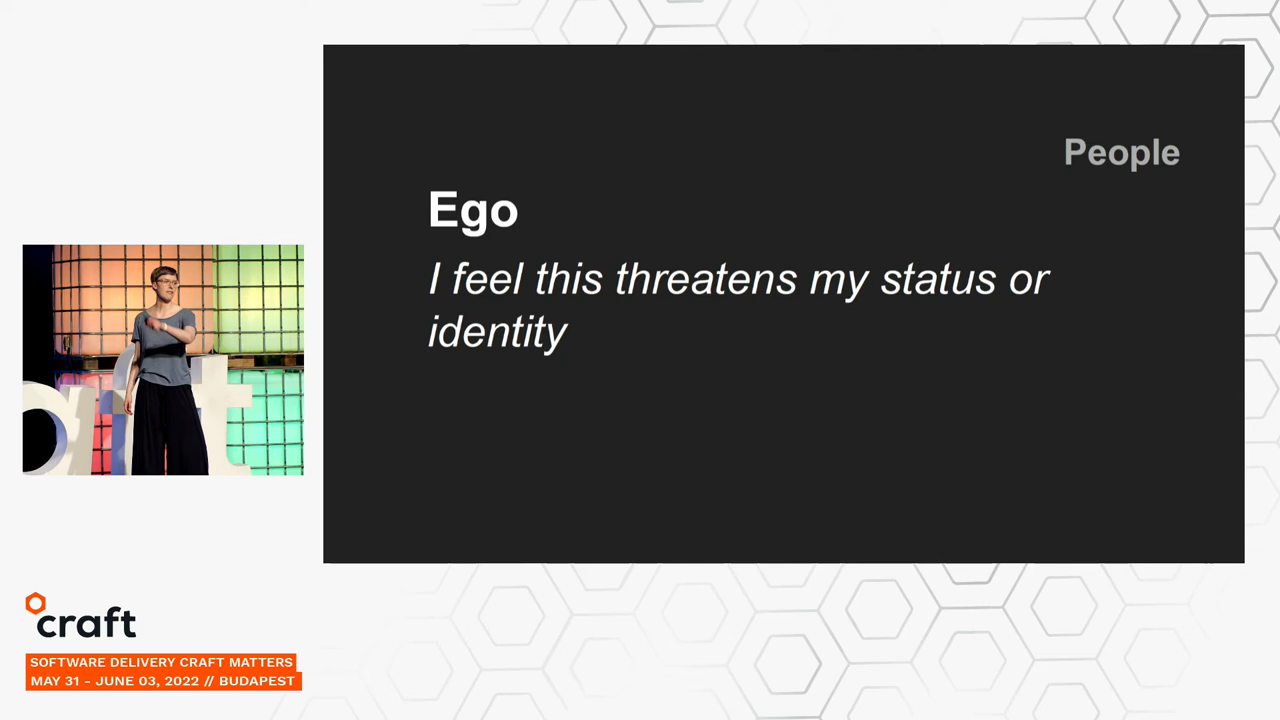 People
Ego
I feel this threatens my status or
identity
craft
SOFTWARE DELIVERY CRAFT MATTERS
MAY 31 - JUNE 03, 2022 // BUDAPEST